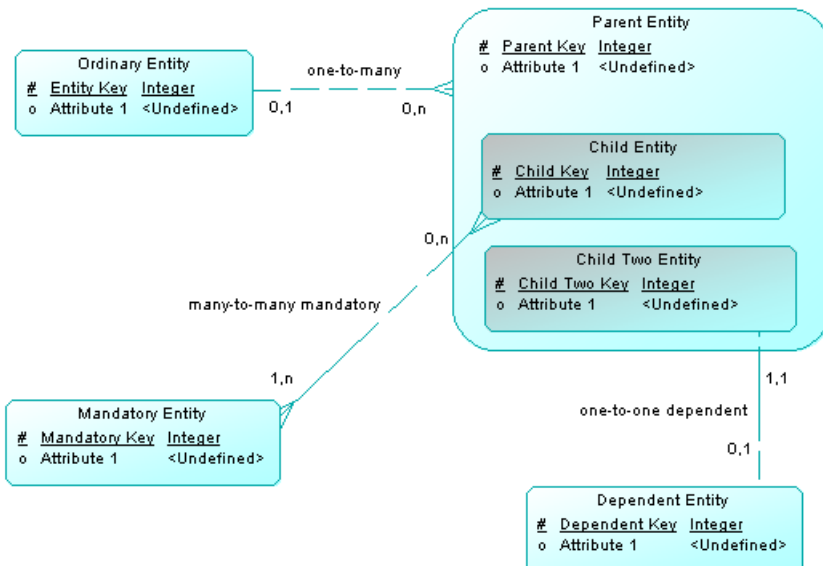 Parent Entity
# Parent Key Integer
o Attribute 1 <Undefined>
Ordinary Entity
# Entity Key Integer
o Attribute 1 <Undefined>
one-to-many
0,1
0,n
Child Entity
# Child Key Integer
o Attribute 1 <Undefined>
0,n
Child Two Entity
# Child Two Key Integer
o Attribute 1 <Undefined>
many-to-many mandatory
1,n
1,1
Mandatory Entity
# Mandatory Key Integer
o Attribute 1 <Undefined>
one-to-one dependent
0,1
Dependent Entity
# Dependent Key Integer
o Attribute 1 <Undefined>